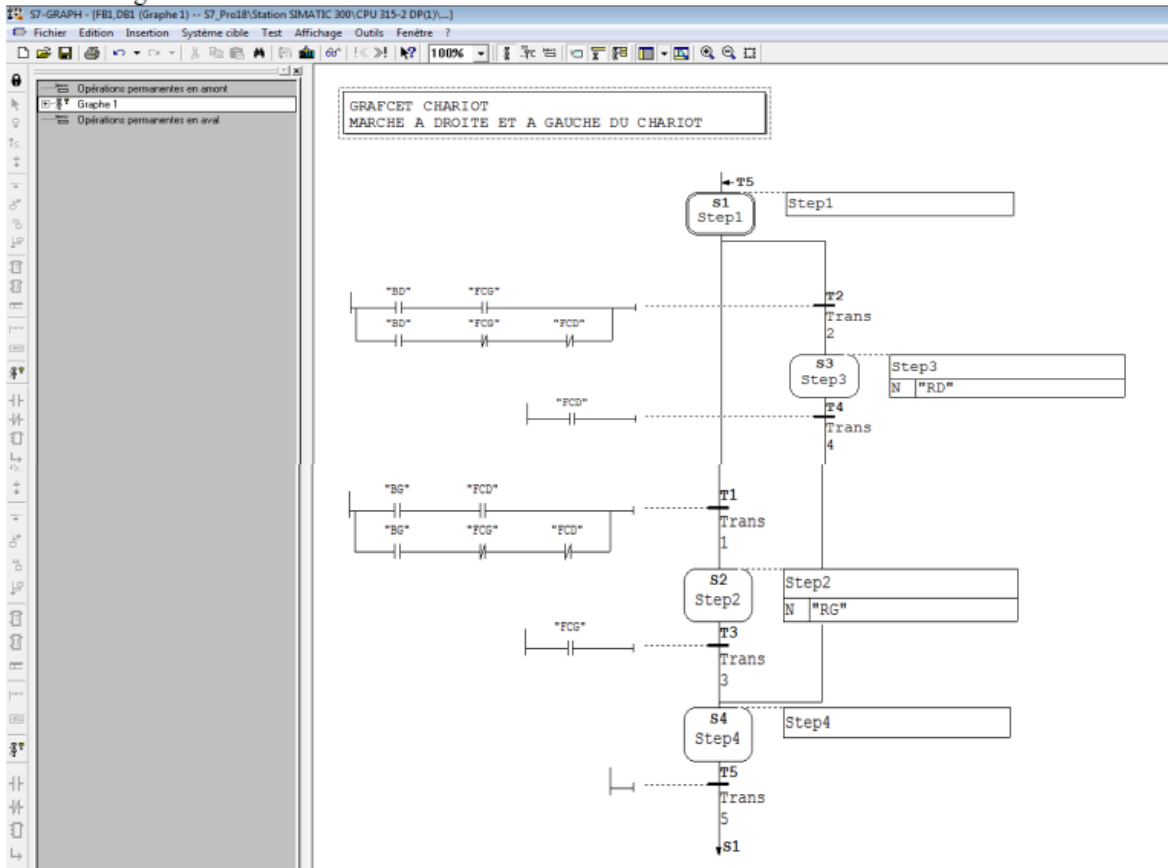 S7-GRAPH - [FB1,DB1 (Graphe 1) -- S7_Pro18\Station SIMATIC 300\CPU 315-2 DP(1)\...]
Fichier Edition Insertion Système cible Test Affichage Outils Fenêtre ?
100%
Opérations permanentes en amont
Graphe 1
Opérations permanentes en aval
GRAFCET CHARIOT
MARCHE A DROITE ET A GAUCHE DU CHARIOT
T5
S1
Step1
Step1
"BD" "FCG"
"BD" "FCG" "FCD"
T2
Trans
2
S3
Step3
Step3
N "RD"
"FCD"
T4
Trans
4
"BG" "FCD"
"BG" "FCG" "FCD"
T1
Trans
1
S2
Step2
Step2
N "RG"
"FCG"
T3
Trans
3
S4
Step4
Step4
T5
Trans
5
S1